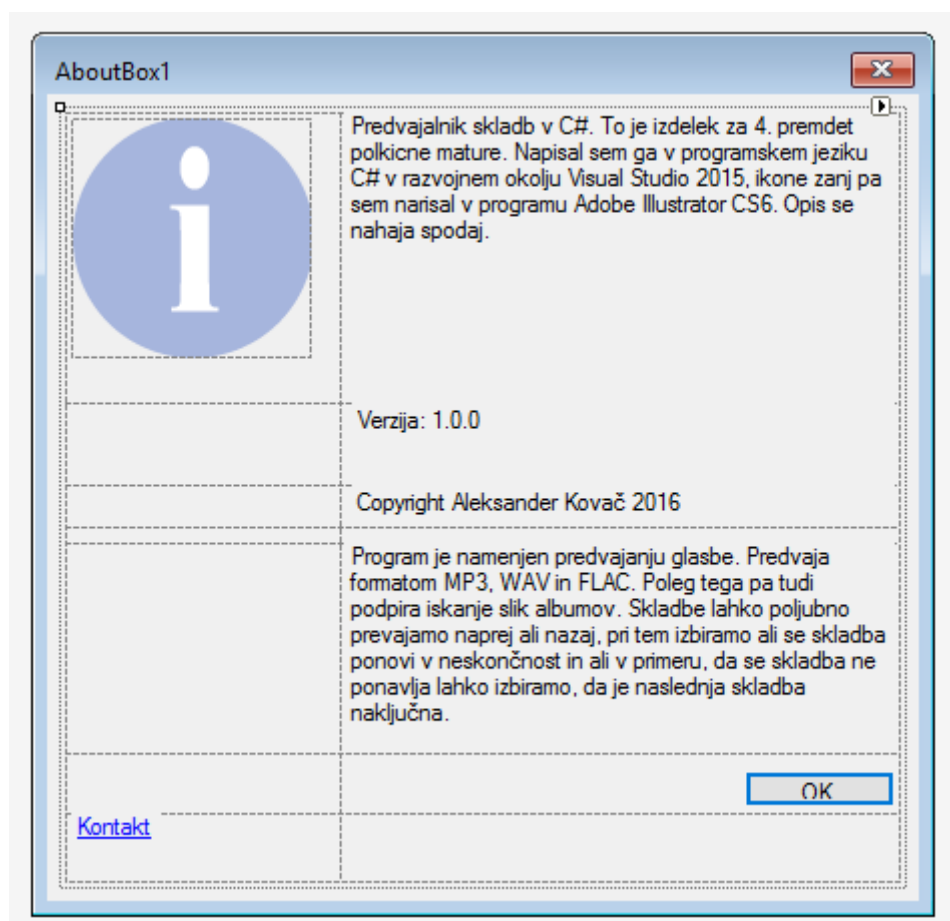 AboutBox1
Predvajalnik skladb v C#. To je izdelek za 4. premdet
polkicne mature. Napisal sem ga v programskem jeziku
C# v razvojnem okolju Visual Studio 2015, ikone zanj pa
sem narisal v programu Adobe Illustrator CS6. Opis se
nahaja spodaj.
Verzija: 1.0.0
Copyright Aleksander Kovač 2016
Program je namenjen predvajanju glasbe. Predvaja
formatom MP3, WAV in FLAC. Poleg tega pa tudi
podpira iskanje slik albumov. Skladbe lahko poljubno
prevajamo naprej ali nazaj, pri tem izbiramo ali se skladba
ponovi v neskončnost in ali v primeru, da se skladba ne
ponavlja lahko izbiramo, da je naslednja skladba
naključna.
OK
Kontakt